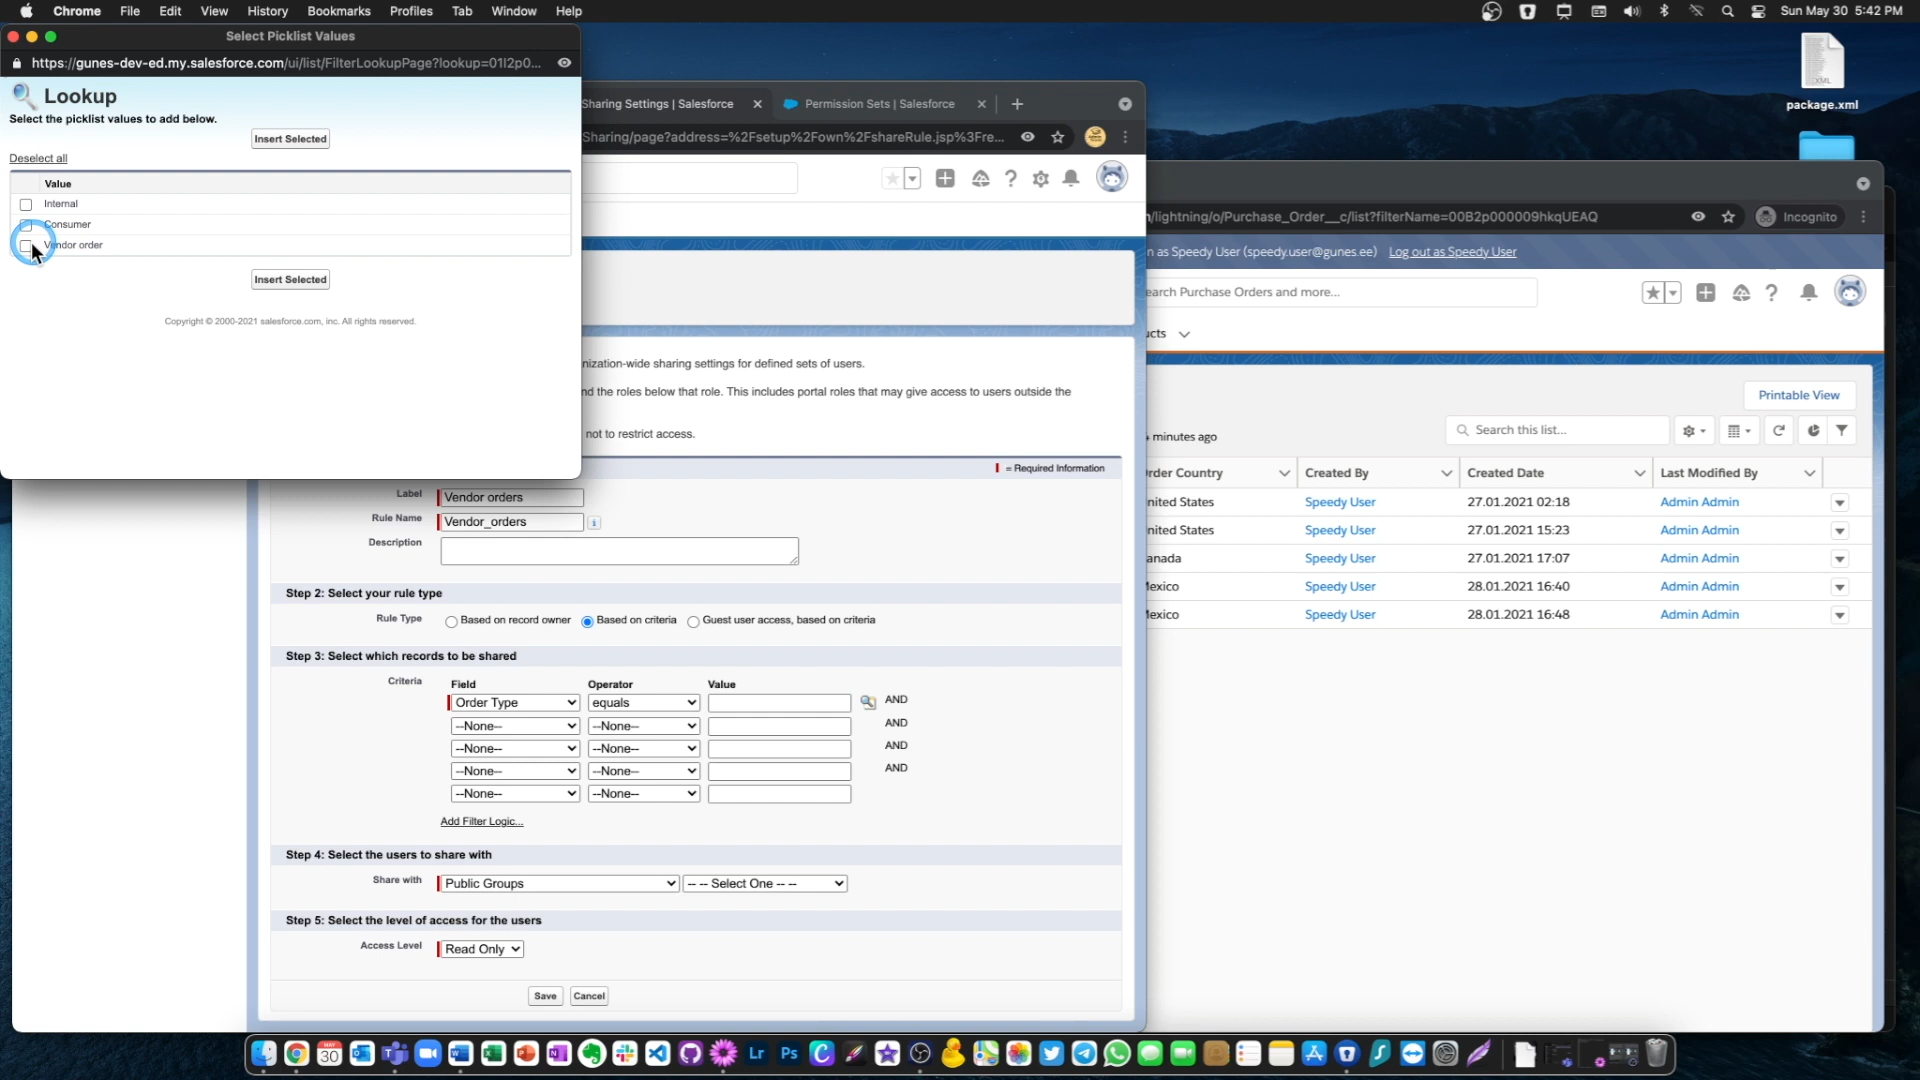 Chrome File Edit View History Bookmarks Profiles Tab Window Help
Sun May 30 5:42 PM
Select Picklist Values
https://gunes-dev-ed.my.salesforce.com/ui/list/FilterLookupPage?lookup=01I2p0...
Lookup
Select the picklist values to add below.
Insert Selected
Deselect all
Value
Internal
Consumer
Vendor order
Insert Selected
Copyright © 2000-2021 salesforce.com, inc. All rights reserved.
package.xml
Sharing Settings | Salesforce
Permission Sets | Salesforce
Sharing/page?address=%2Fsetup%2Fown%2FshareRule.jsp%3Fre...
nization-wide sharing settings for defined sets of users.
nd the roles below that role. This includes portal roles that may give access to users outside the
not to restrict access.
= Required Information
Label Vendor orders
Rule Name Vendor_orders
Description
Step 2: Select your rule type
Rule Type Based on record owner Based on criteria Guest user access, based on criteria
Step 3: Select which records to be shared
Criteria Field Operator Value
Order Type equals AND
--None-- --None-- AND
--None-- --None-- AND
--None-- --None-- AND
--None-- --None--
Add Filter Logic...
Step 4: Select the users to share with
Share with Public Groups -- -- Select One -- --
Step 5: Select the level of access for the users
Access Level Read Only
Save Cancel
/lightning/o/Purchase_Order__c/list?filterName=00B2p000009hkqUEAQ
Incognito
n as Speedy User (speedy.user@gunes.ee) Log out as Speedy User
earch Purchase Orders and more...
ucts
Printable View
minutes ago
Search this list...
rder Country Created By Created Date Last Modified By
nited States Speedy User 27.01.2021 02:18 Admin Admin
nited States Speedy User 27.01.2021 15:23 Admin Admin
anada Speedy User 27.01.2021 17:07 Admin Admin
exico Speedy User 28.01.2021 16:40 Admin Admin
exico Speedy User 28.01.2021 16:48 Admin Admin
MAY
30
Lr
Ps